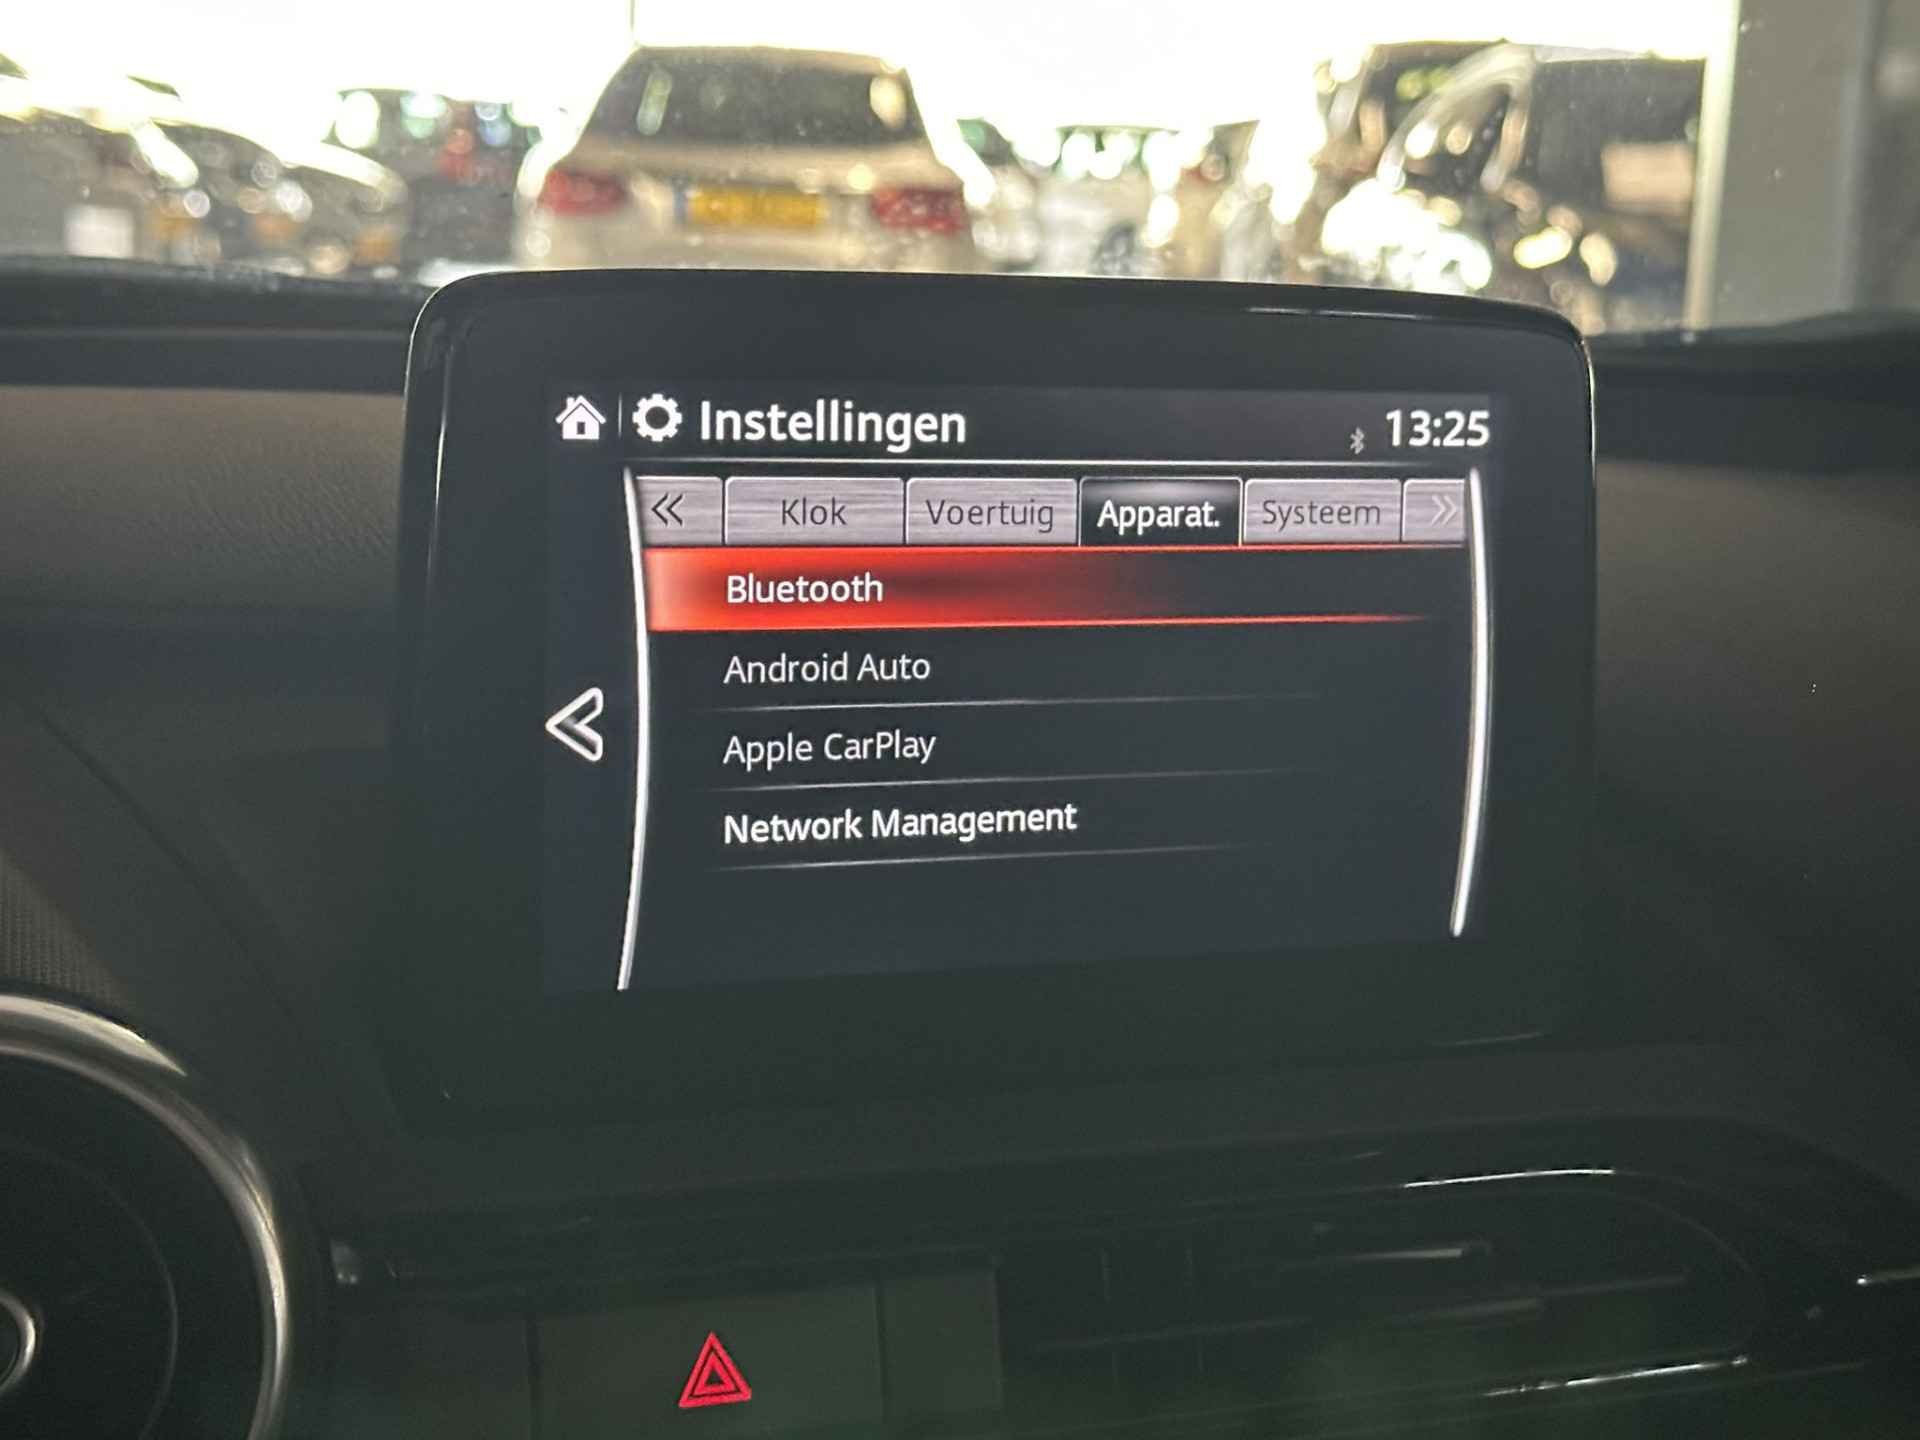 Instellingen
13:25
Klok
Voertuig
Apparat.
Systeem
Bluetooth
Android Auto
Apple CarPlay
Network Management